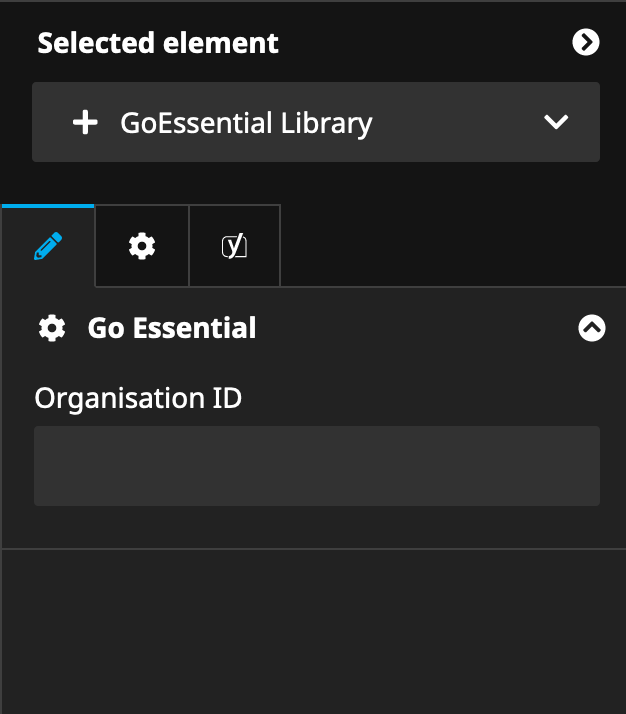 Selected element
GoEssential Library
Go Essential
Organisation ID